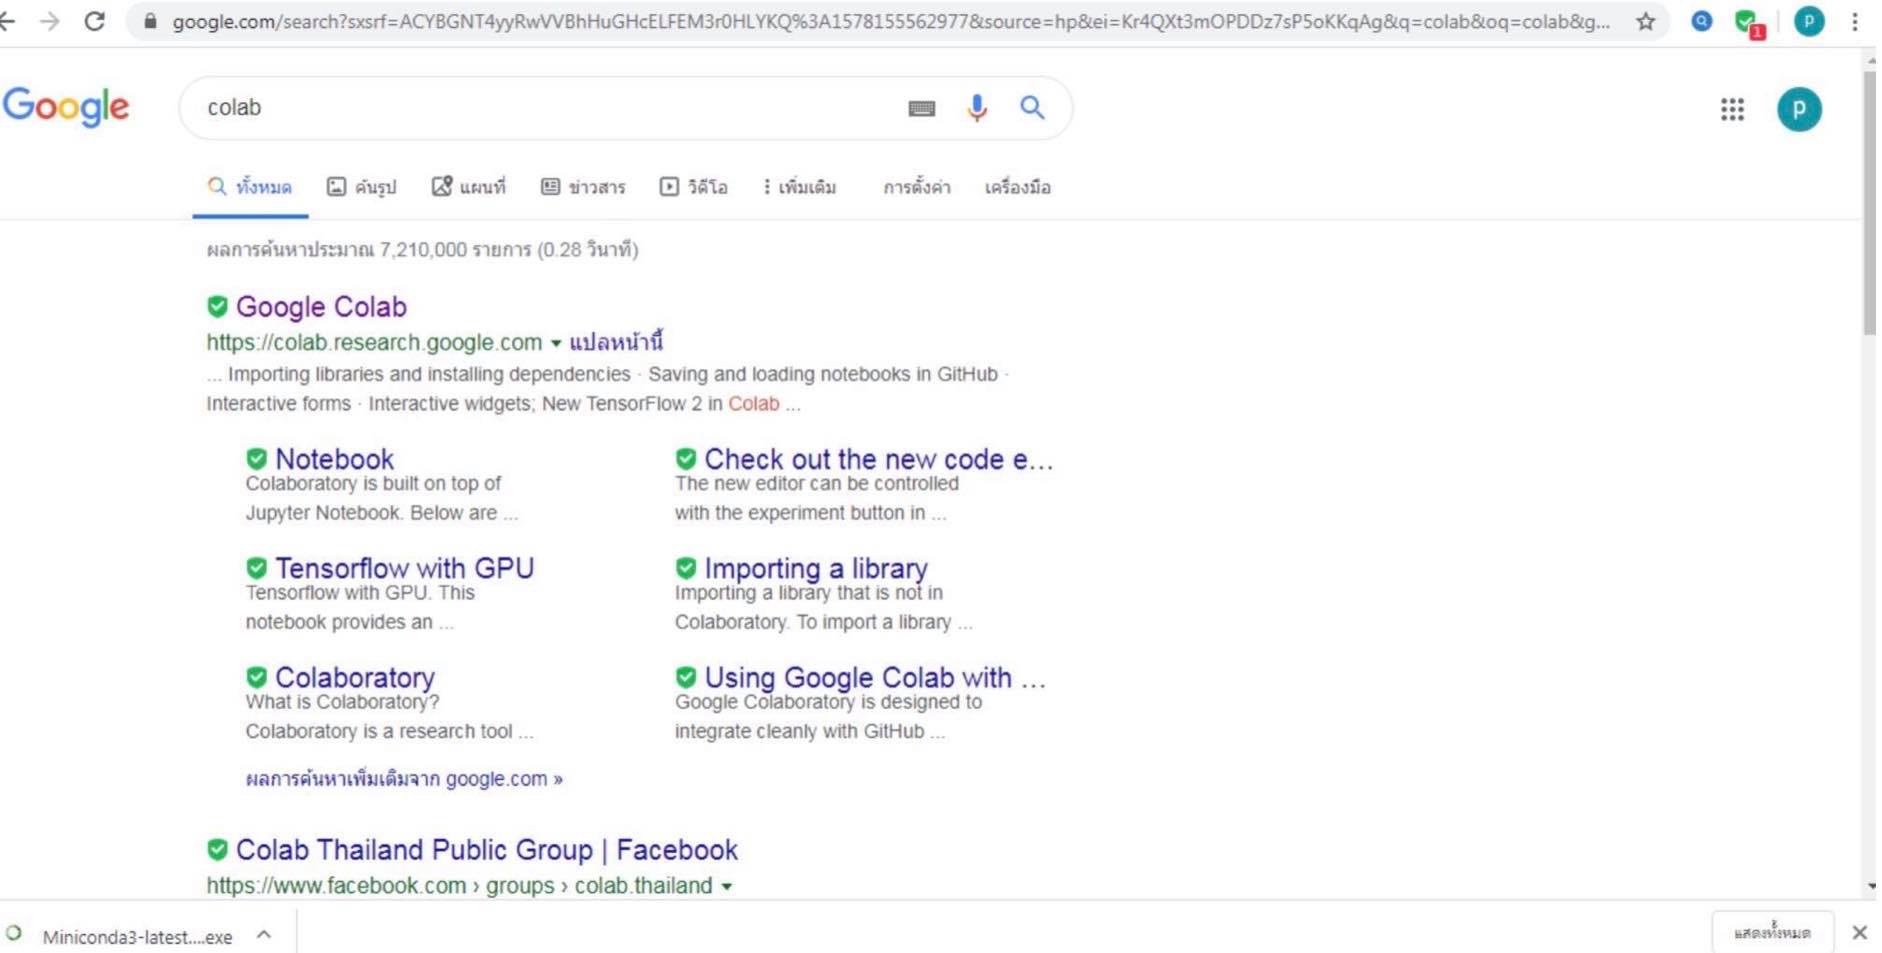 google.com/search?sxsrf=ACYBGNT4yyRwVVBhHuGHcELFEM3r0HLYKQ%3A1578155562977&source=hp&ei=Kr4QXt3mOPDDz7sP5oKKqAg&q=colab&oq=colab&g...
1
p
Google
colab
p
ทั้งหมด ค้นรูป แผนที่ ข่าวสาร วิดีโอ เพิ่มเติม การตั้งค่า เครื่องมือ
ผลการค้นหาประมาณ 7,210,000 รายการ (0.28 วินาที)
Google Colab
https://colab.research.google.com แปลหน้านี้
... Importing libraries and installing dependencies · Saving and loading notebooks in GitHub ·
Interactive forms · Interactive widgets; New TensorFlow 2 in Colab ...
Notebook
Colaboratory is built on top of
Jupyter Notebook. Below are ...
Check out the new code e...
The new editor can be controlled
with the experiment button in ...
Tensorflow with GPU
Tensorflow with GPU. This
notebook provides an ...
Importing a library
Importing a library that is not in
Colaboratory. To import a library ...
Colaboratory
What is Colaboratory?
Colaboratory is a research tool ...
Using Google Colab with ...
Google Colaboratory is designed to
integrate cleanly with GitHub ...
ผลการค้นหาเพิ่มเติมจาก google.com »
Colab Thailand Public Group | Facebook
https://www.facebook.com › groups › colab.thailand
Miniconda3-latest....exe
แสดงทั้งหมด